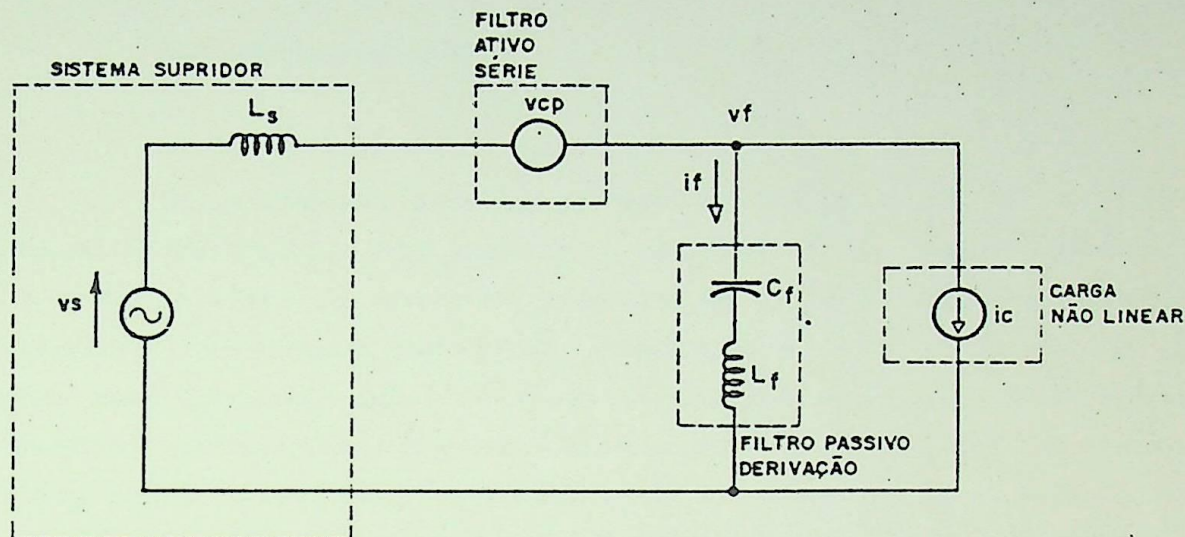 FILTRO
ATIVO
SÉRIE
SISTEMA SUPRIDOR
Ls
vcp
vf
if
vs
Cf
Lf
ic
CARGA
NÃO LINEAR
FILTRO PASSIVO
DERIVAÇÃO